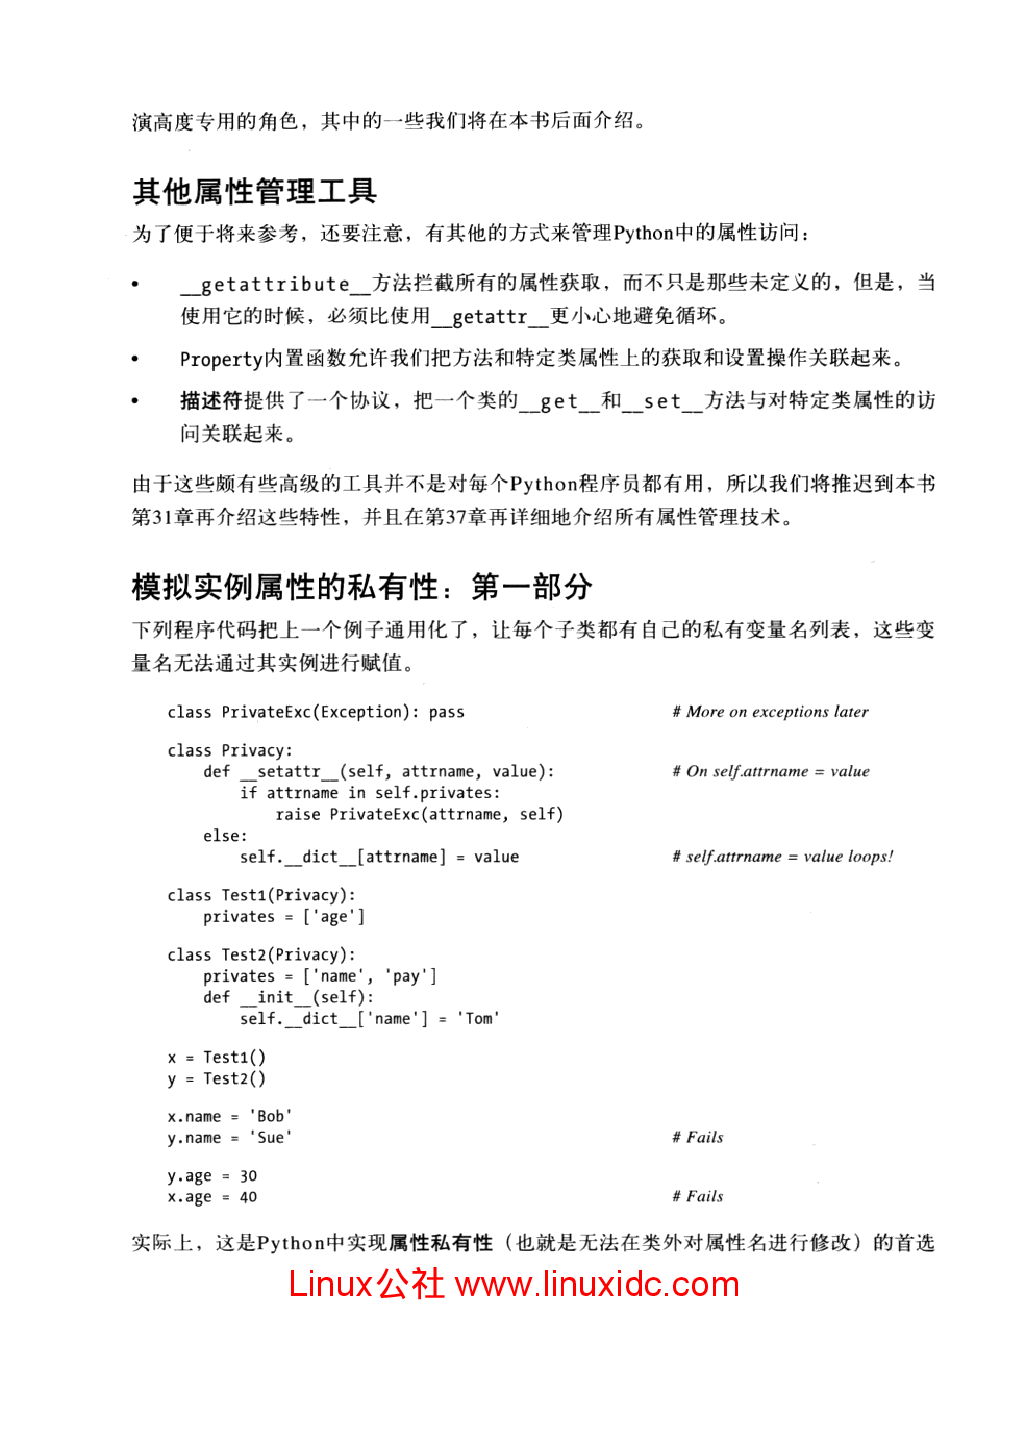 演高度专用的角色，其中的一些我们将在本书后面介绍。
其他属性管理工具
为了便于将来参考，还要注意，有其他的方式来管理Python中的属性访问：
• __getattribute__方法拦截所有的属性获取，而不只是那些未定义的，但是，当
使用它的时候，必须比使用__getattr__更小心地避免循环。
• Property内置函数允许我们把方法和特定类属性上的获取和设置操作关联起来。
• 描述符提供了一个协议，把一个类的__get__和__set__方法与对特定类属性的访
问关联起来。
由于这些颇有些高级的工具并不是对每个Python程序员都有用，所以我们将推迟到本书
第31章再介绍这些特性，并且在第37章再详细地介绍所有属性管理技术。
模拟实例属性的私有性：第一部分
下列程序代码把上一个例子通用化了，让每个子类都有自己的私有变量名列表，这些变
量名无法通过其实例进行赋值。
class PrivateExc(Exception): pass # More on exceptions later
class Privacy:
def __setattr__(self, attrname, value): # On self.attrname = value
if attrname in self.privates:
raise PrivateExc(attrname, self)
else:
self.__dict__[attrname] = value # self.attrname = value loops!
class Test1(Privacy):
privates = ['age']
class Test2(Privacy):
privates = ['name', 'pay']
def __init__(self):
self.__dict__['name'] = 'Tom'
x = Test1()
y = Test2()
x.name = 'Bob'
y.name = 'Sue' # Fails
y.age = 30
x.age = 40 # Fails
实际上，这是Python中实现属性私有性（也就是无法在类外对属性名进行修改）的首选
Linux公社 www.linuxidc.com